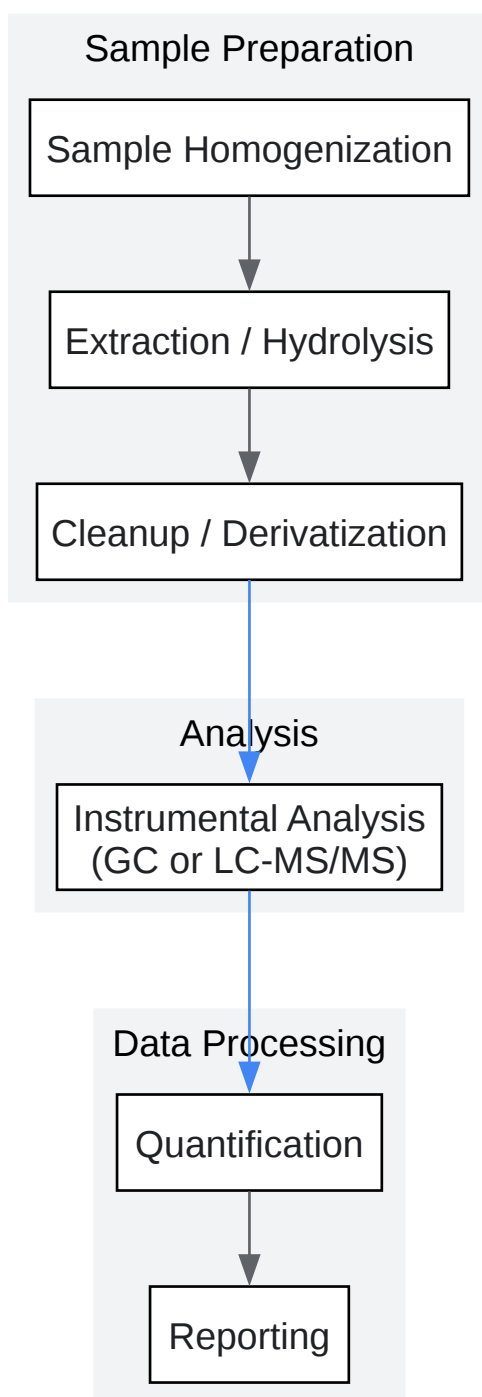 Sample Preparation
Sample Homogenization
Extraction / Hydrolysis
Cleanup / Derivatization
Analysis
Instrumental Analysis
(GC or LC-MS/MS)
Data Processing
Quantification
Reporting